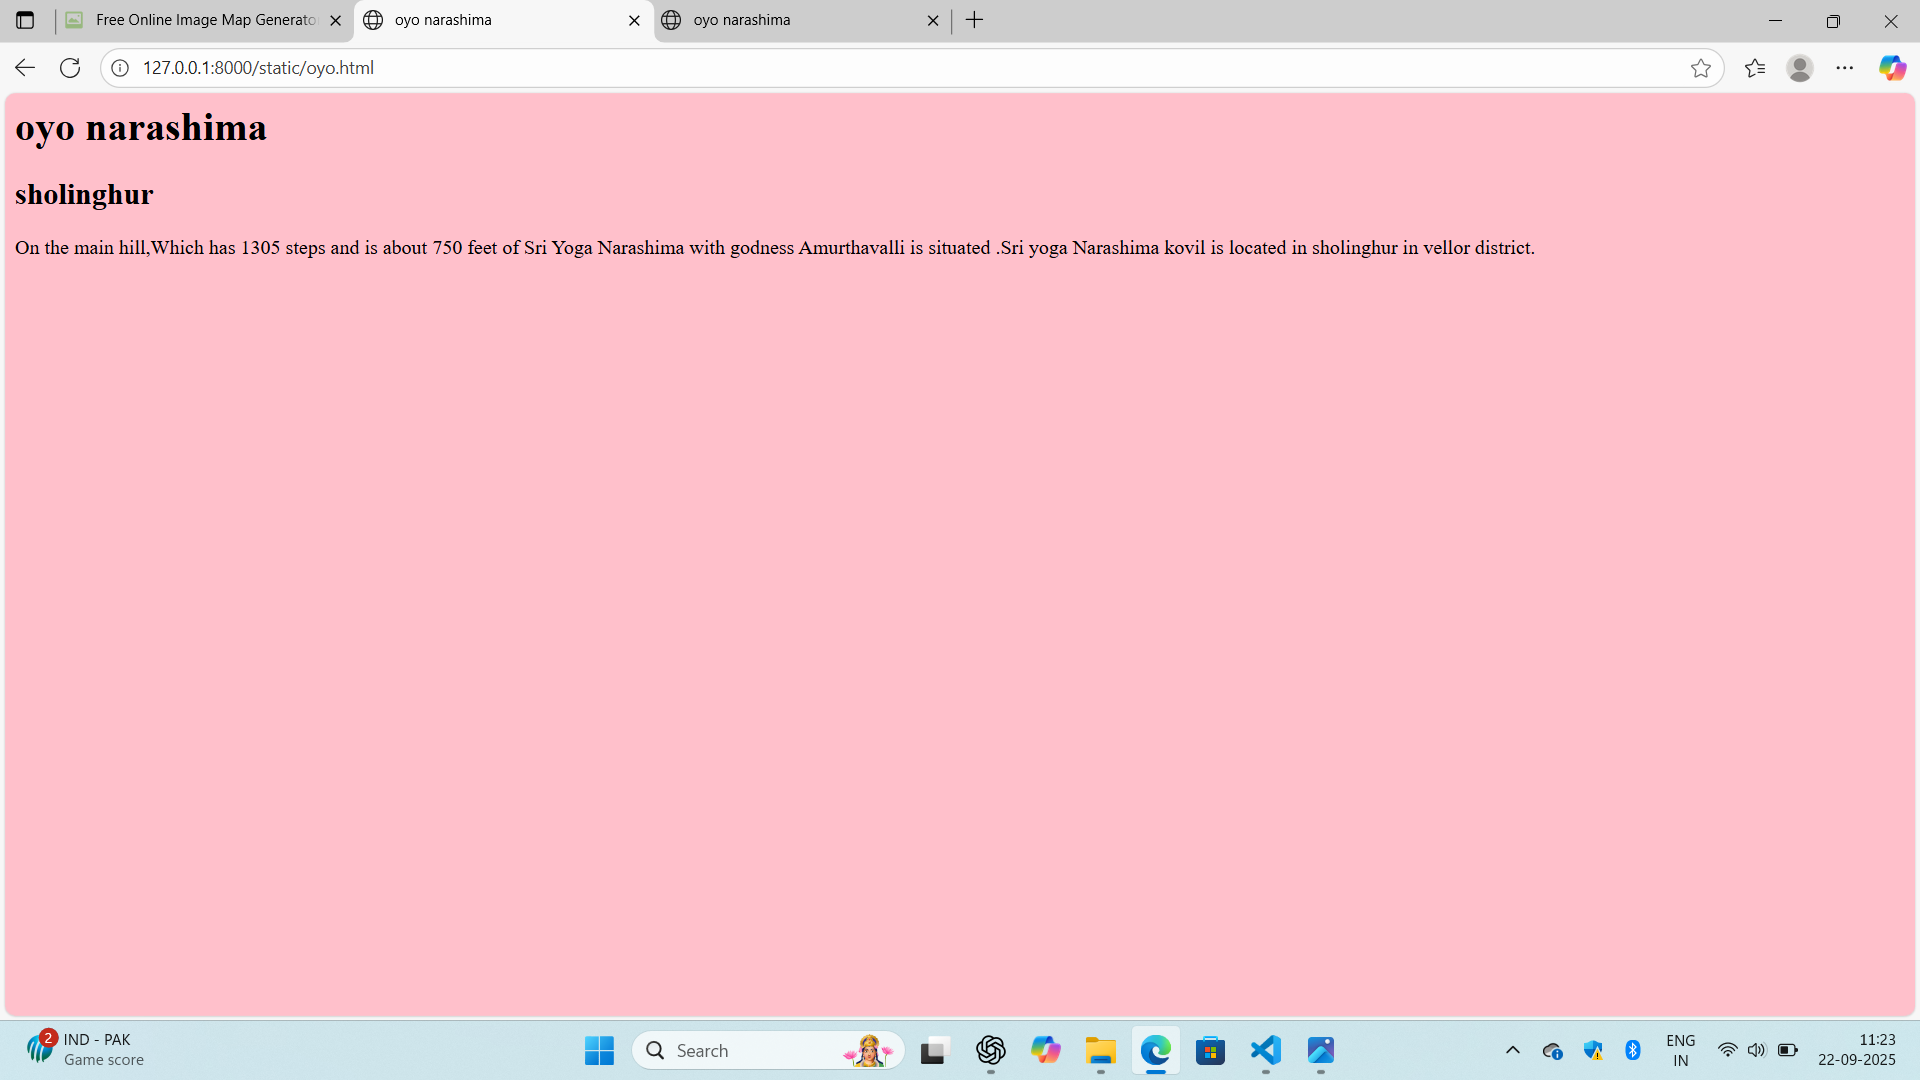 Free Online Image Map Generato
oyo narashima
oyo narashima
127.0.0.1:8000/static/oyo.html
oyo narashima
sholinghur
On the main hill,Which has 1305 steps and is about 750 feet of Sri Yoga Narashima with godness Amurthavalli is situated .Sri yoga Narashima kovil is located in sholinghur in vellor district.
2
IND - PAK
Game score
Search
ENG
IN
11:23
22-09-2025